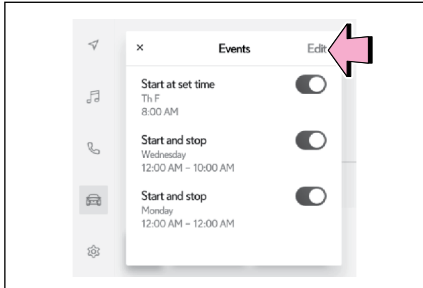 × Events Edit
Start at set time
Th F
8:00 AM
Start and stop
Wednesday
12:00 AM – 10:00 AM
Start and stop
Monday
12:00 AM – 12:00 AM